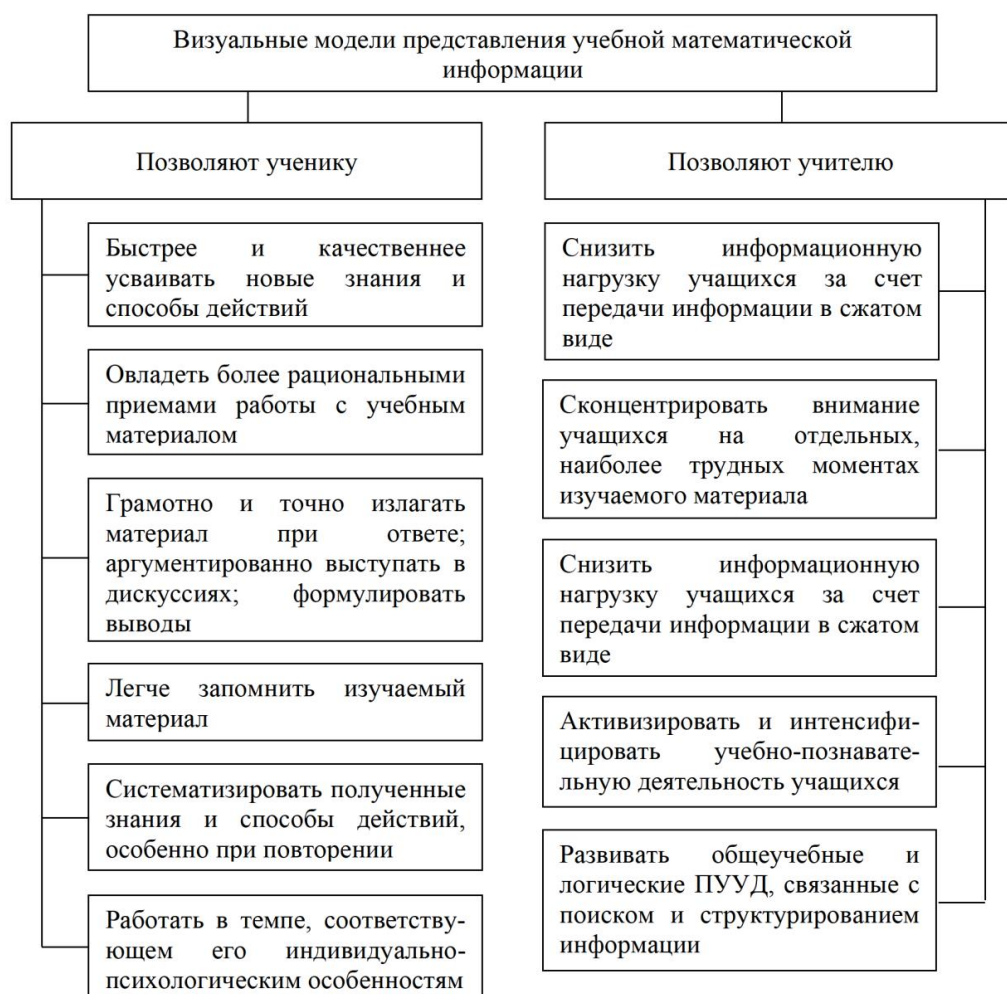 Визуальные модели представления учебной математической
информации
Позволяют ученику
Быстрее и качественнее
усваивать новые знания и
способы действий
Овладеть более рациональными
приемами работы с учебным
материалом
Грамотно и точно излагать
материал при ответе;
аргументированно выступать в
дискуссиях; формулировать
выводы
Легче запомнить изучаемый
материал
Систематизировать полученные
знания и способы действий,
особенно при повторении
Работать в темпе, соответству-
ющем его индивидуально-
психологическим особенностям
Позволяют учителю
Снизить информационную
нагрузку учащихся за счет
передачи информации в сжатом
виде
Сконцентрировать внимание
учащихся на отдельных,
наиболее трудных моментах
изучаемого материала
Снизить информационную
нагрузку учащихся за счет
передачи информации в сжатом
виде
Активизировать и интенсифи-
цировать учебно-познавате-
льную деятельность учащихся
Развивать общеучебные и
логические ПУУД, связанные с
поиском и структурированием
информации